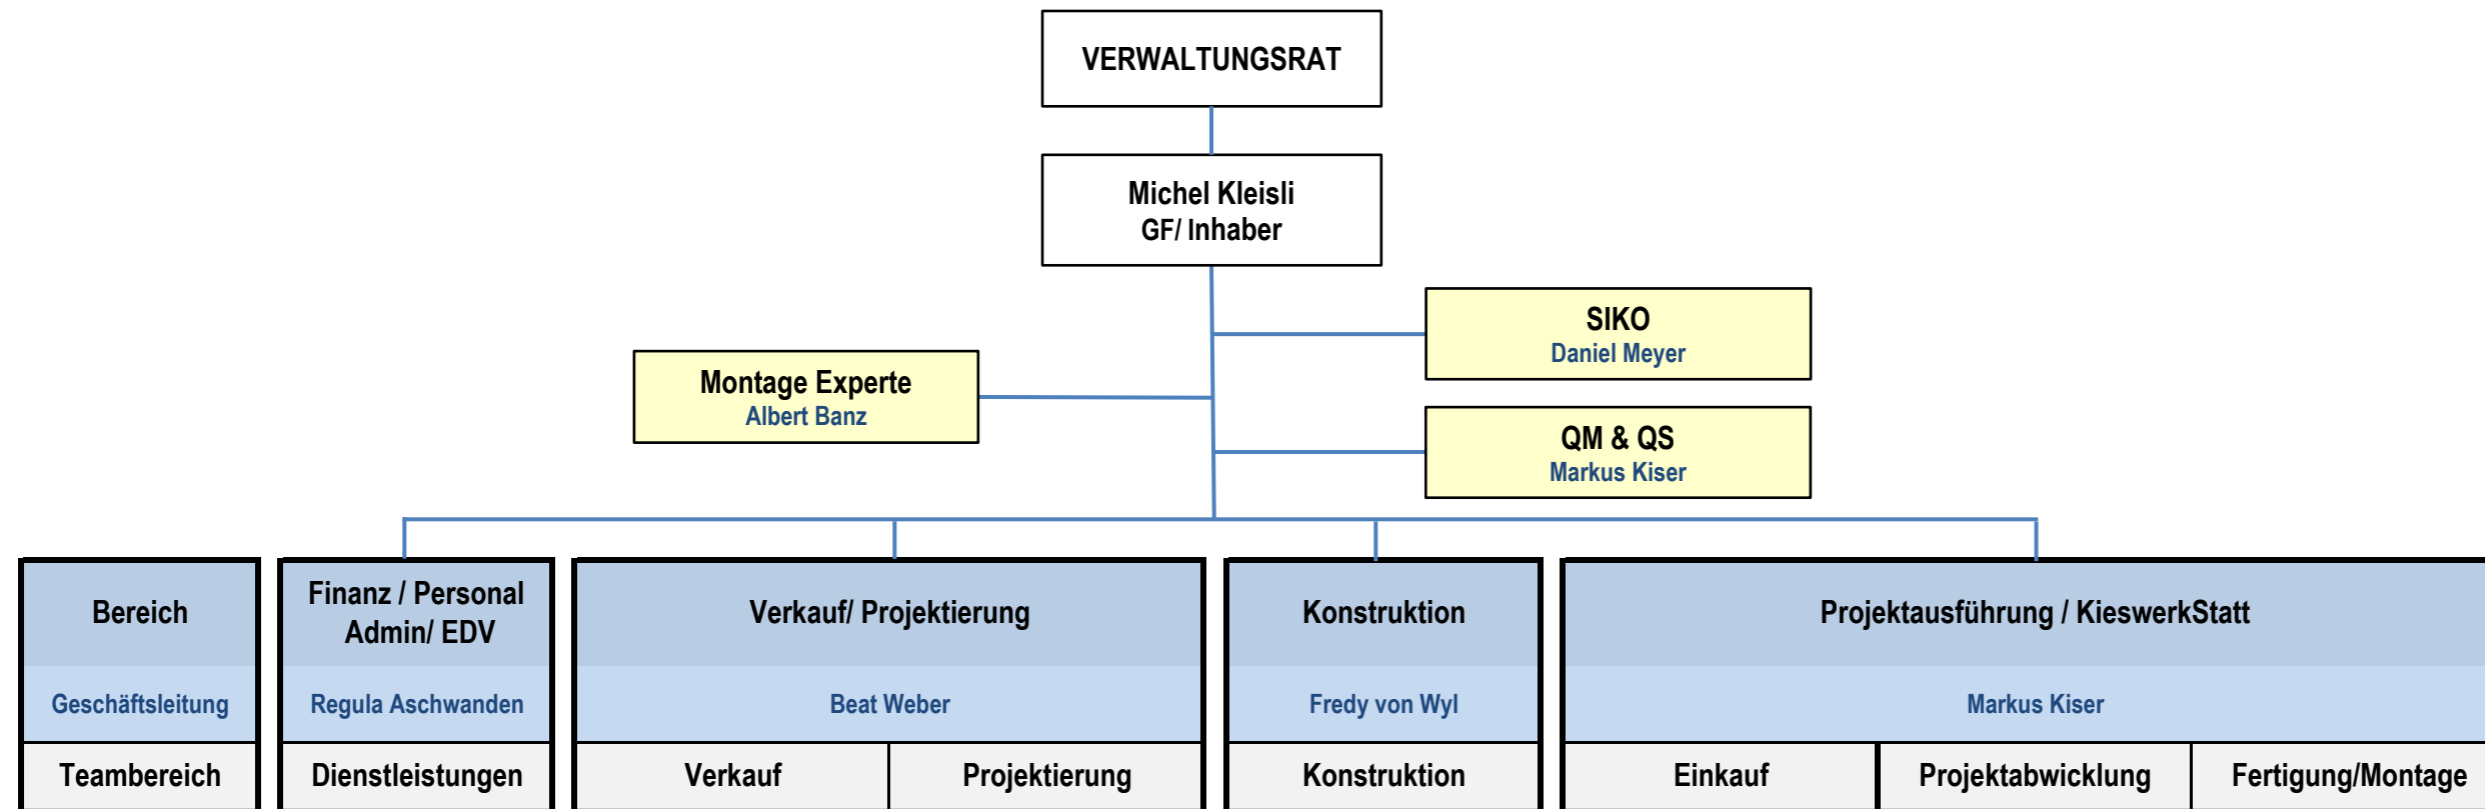 VERWALTUNGSRAT
Michel Kleisli
GF/ Inhaber
SIKO
Daniel Meyer
Montage Experte
Albert Banz
QM & QS
Markus Kiser
Bereich
Finanz / Personal
Admin/ EDV
Verkauf/ Projektierung
Konstruktion
Projektausführung / KieswerkStatt
Geschäftsleitung
Regula Aschwanden
Beat Weber
Fredy von Wyl
Markus Kiser
Teambereich
Dienstleistungen
Verkauf
Projektierung
Konstruktion
Einkauf
Projektabwicklung
Fertigung/Montage